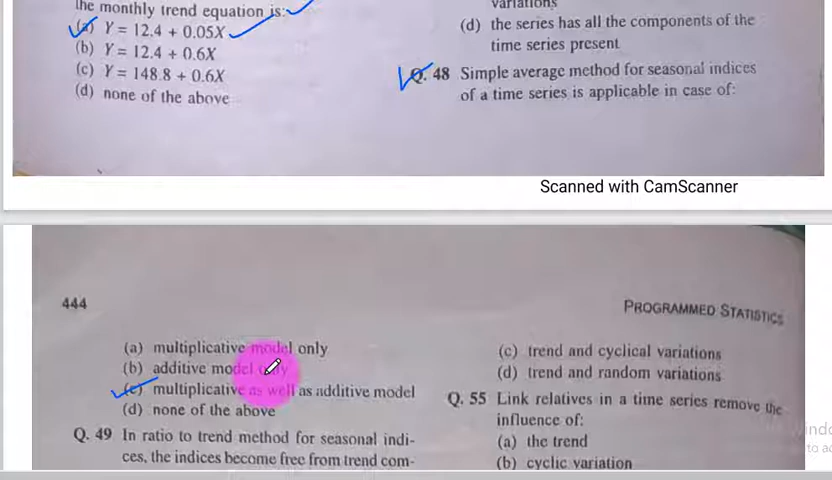 the monthly trend equation is:
(a) Y = 12.4 + 0.05X
(b) Y = 12.4 + 0.6X
(c) Y = 148.8 + 0.6X
(d) none of the above
variations
(d) the series has all the components of the
time series present
Q. 48 Simple average method for seasonal indices
of a time series is applicable in case of:
Scanned with CamScanner
444
PROGRAMMED STATISTICS
(a) multiplicative model only
(b) additive model only
(c) multiplicative as well as additive model
(d) none of the above
Q. 49 In ratio to trend method for seasonal indi-
ces, the indices become free from trend com-
(c) trend and cyclical variations
(d) trend and random variations
Q. 55 Link relatives in a time series remove the
influence of:
(a) the trend
(b) cyclic variation